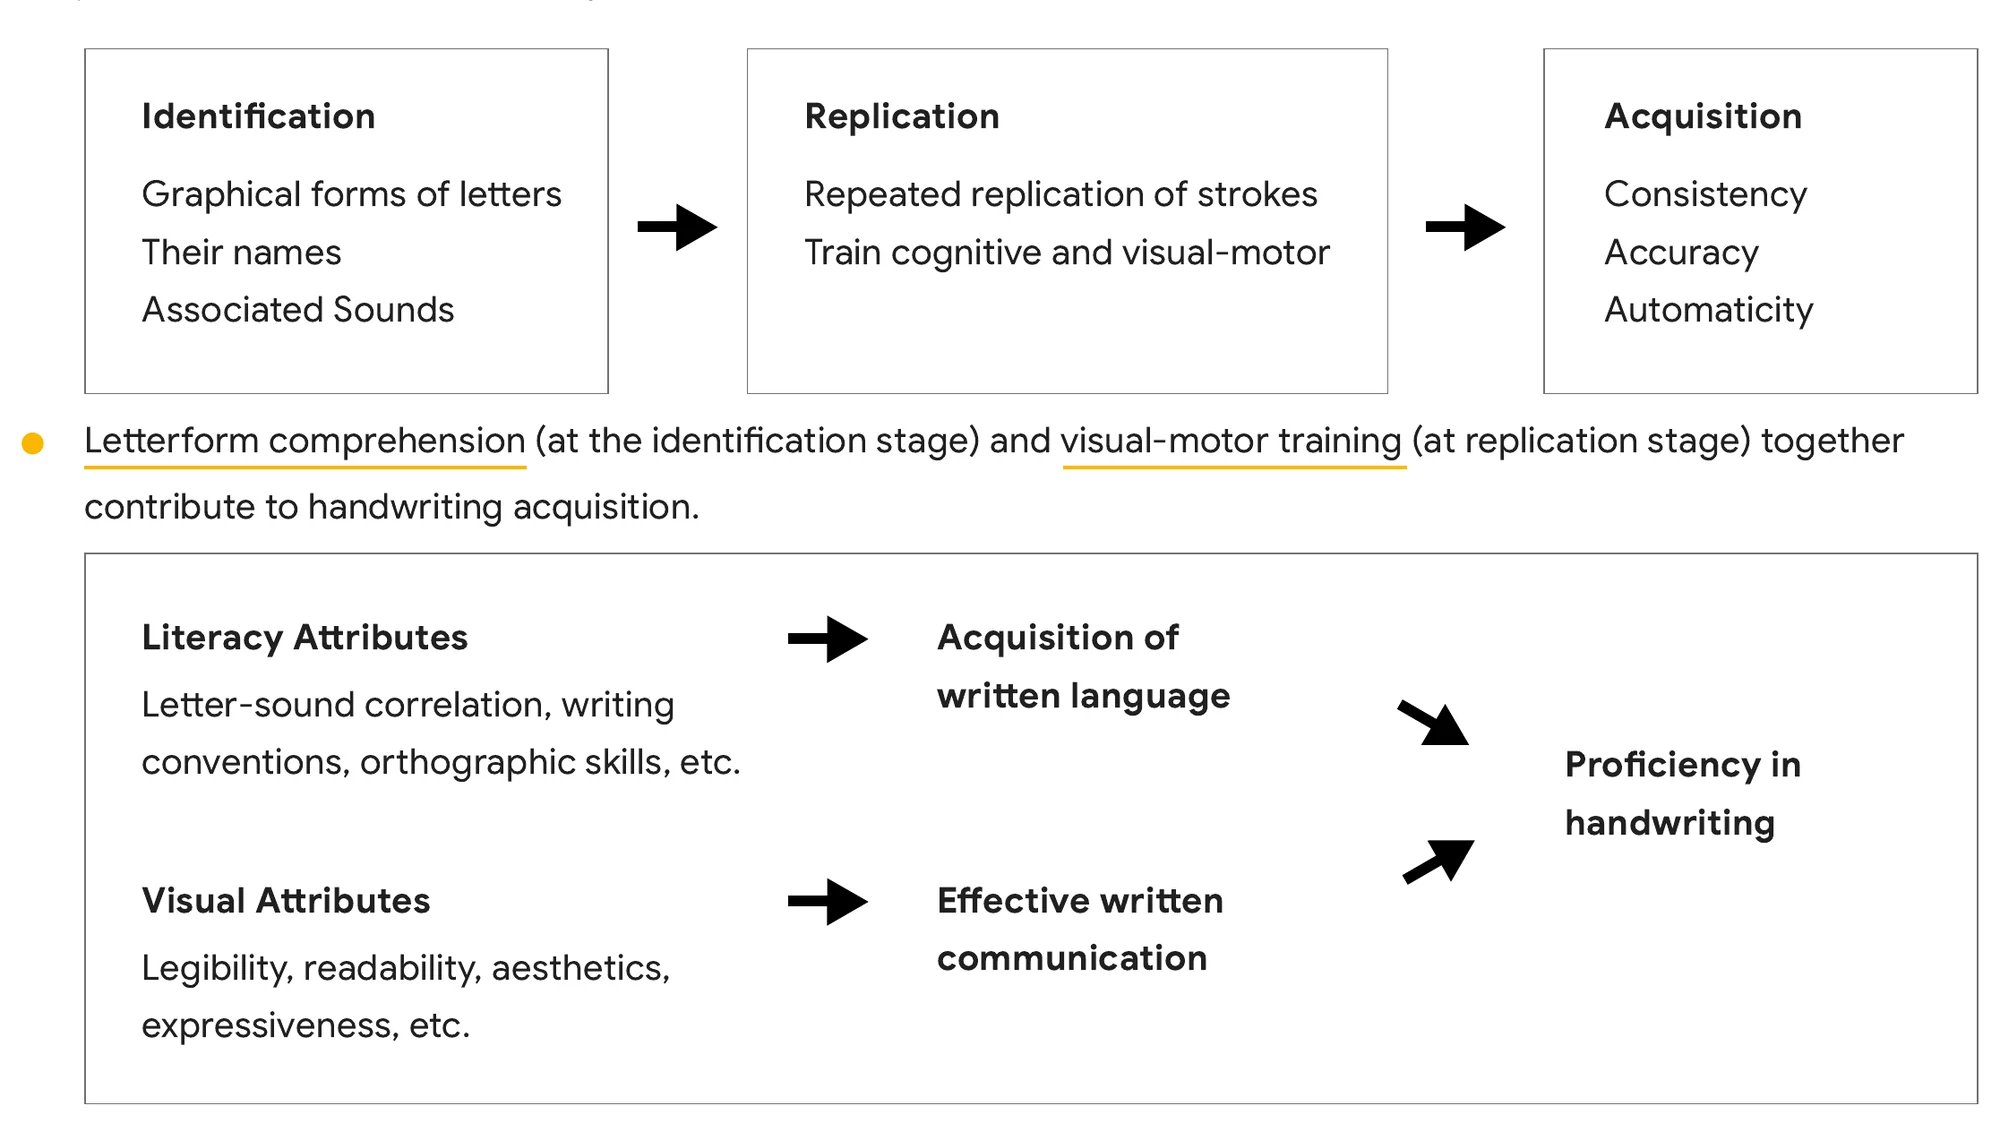 Identification
Graphical forms of letters
Their names
Associated Sounds
Replication
Repeated replication of strokes
Train cognitive and visual-motor
Acquisition
Consistency
Accuracy
Automaticity
Letterform comprehension (at the identification stage) and visual-motor training (at replication stage) together
contribute to handwriting acquisition.
Literacy Attributes
Letter-sound correlation, writing
conventions, orthographic skills, etc.
Acquisition of
written language
Visual Attributes
Legibility, readability, aesthetics,
expressiveness, etc.
Effective written
communication
Proficiency in
handwriting